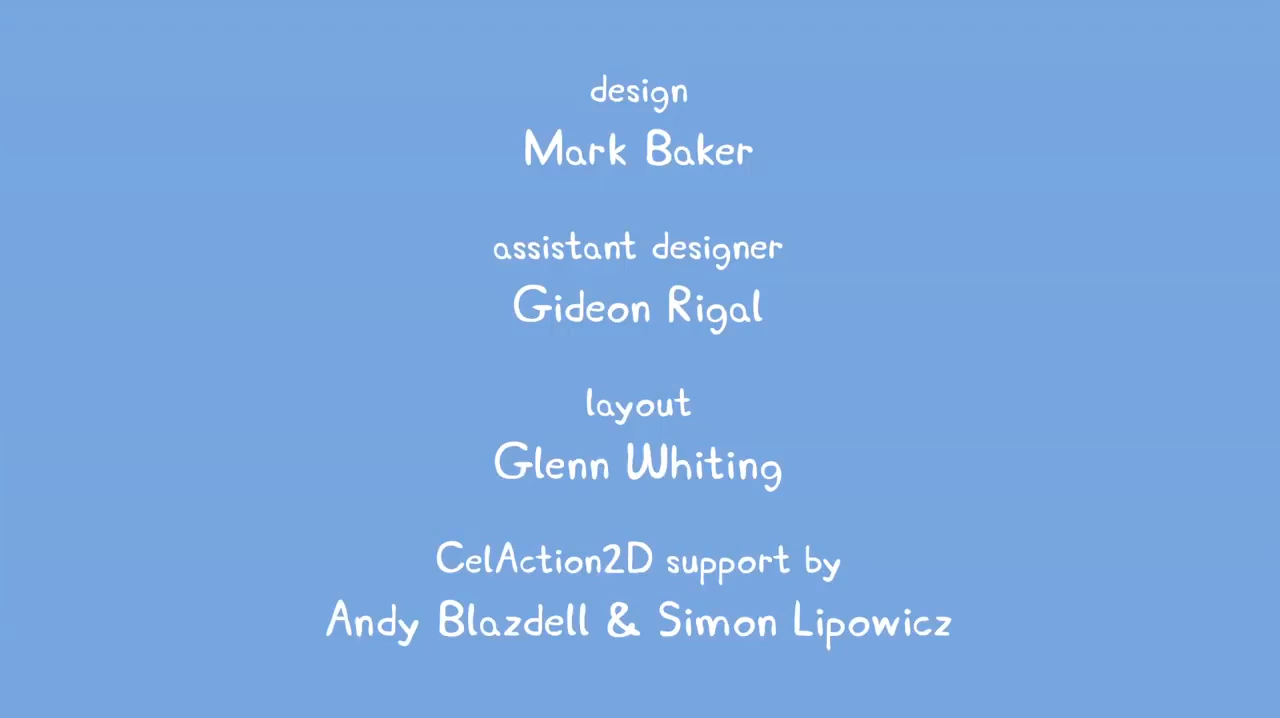 design
Mark Baker
assistant designer
Gideon Rigal
layout
Glenn Whiting
CelAction2D support by
Andy Blazdell & Simon Lipowicz